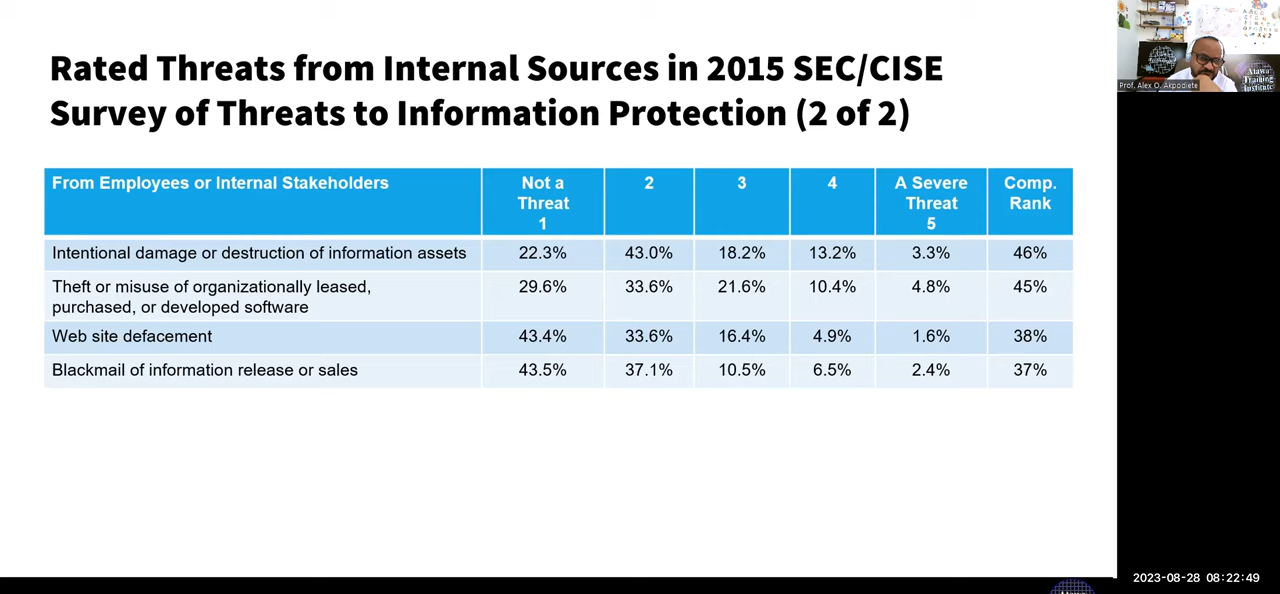 Rated Threats from Internal Sources in 2015 SEC/CISE
Survey of Threats to Information Protection (2 of 2)
From Employees or Internal Stakeholders
Not a
Threat
1
2
3
4
A Severe
Threat
5
Comp.
Rank
Intentional damage or destruction of information assets
22.3%
43.0%
18.2%
13.2%
3.3%
46%
Theft or misuse of organizationally leased,
purchased, or developed software
29.6%
33.6%
21.6%
10.4%
4.8%
45%
Web site defacement
43.4%
33.6%
16.4%
4.9%
1.6%
38%
Blackmail of information release or sales
43.5%
37.1%
10.5%
6.5%
2.4%
37%
Prof. Alex O. Akpodiete
Atawa
Training
Institute
2023-08-28 08:22:49